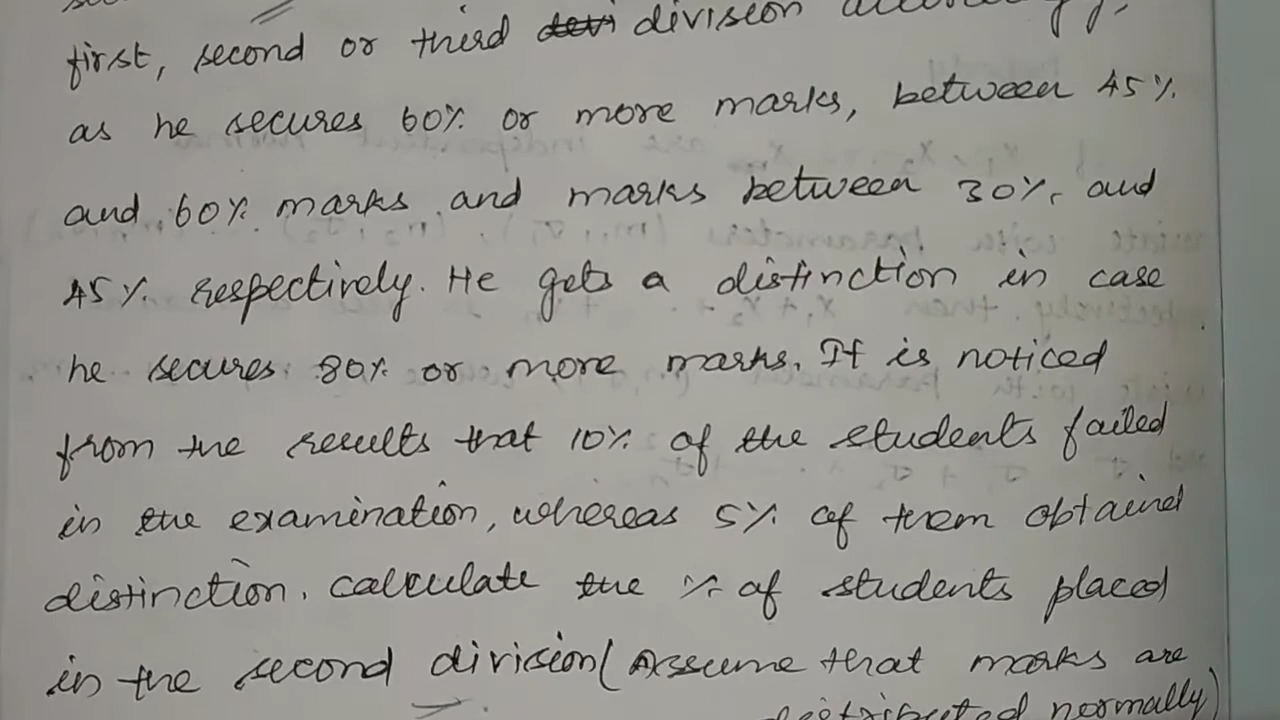 first, second or third division
as he secures 60% or more marks, between 45%
and 60% marks and marks between 30% and
45% respectively. He gets a distinction in case
he secures 80% or more marks. It is noticed
from the results that 10% of the students failed
in the examination, whereas 5% of them obtained
distinction. calculate the % of students placed
in the second division (Assume that marks are
distributed normally)